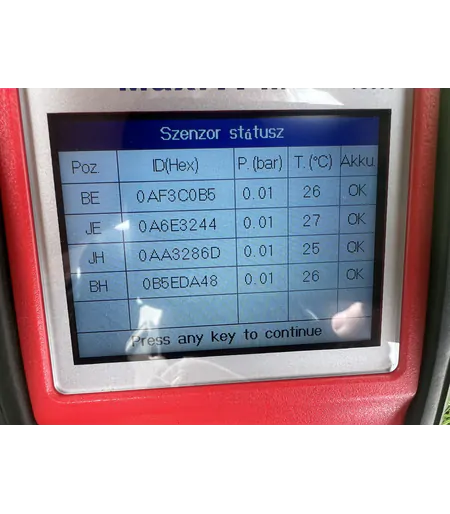 Szenzor státusz
Poz. ID(Hex) P.(bar) T.(°C) Akku.
BE 0AF3C0B5 0.01 26 OK
JE 0A6E3244 0.01 27 OK
JH 0AA3286D 0.01 25 OK
BH 0B5EDA48 0.01 26 OK
Press any key to continue